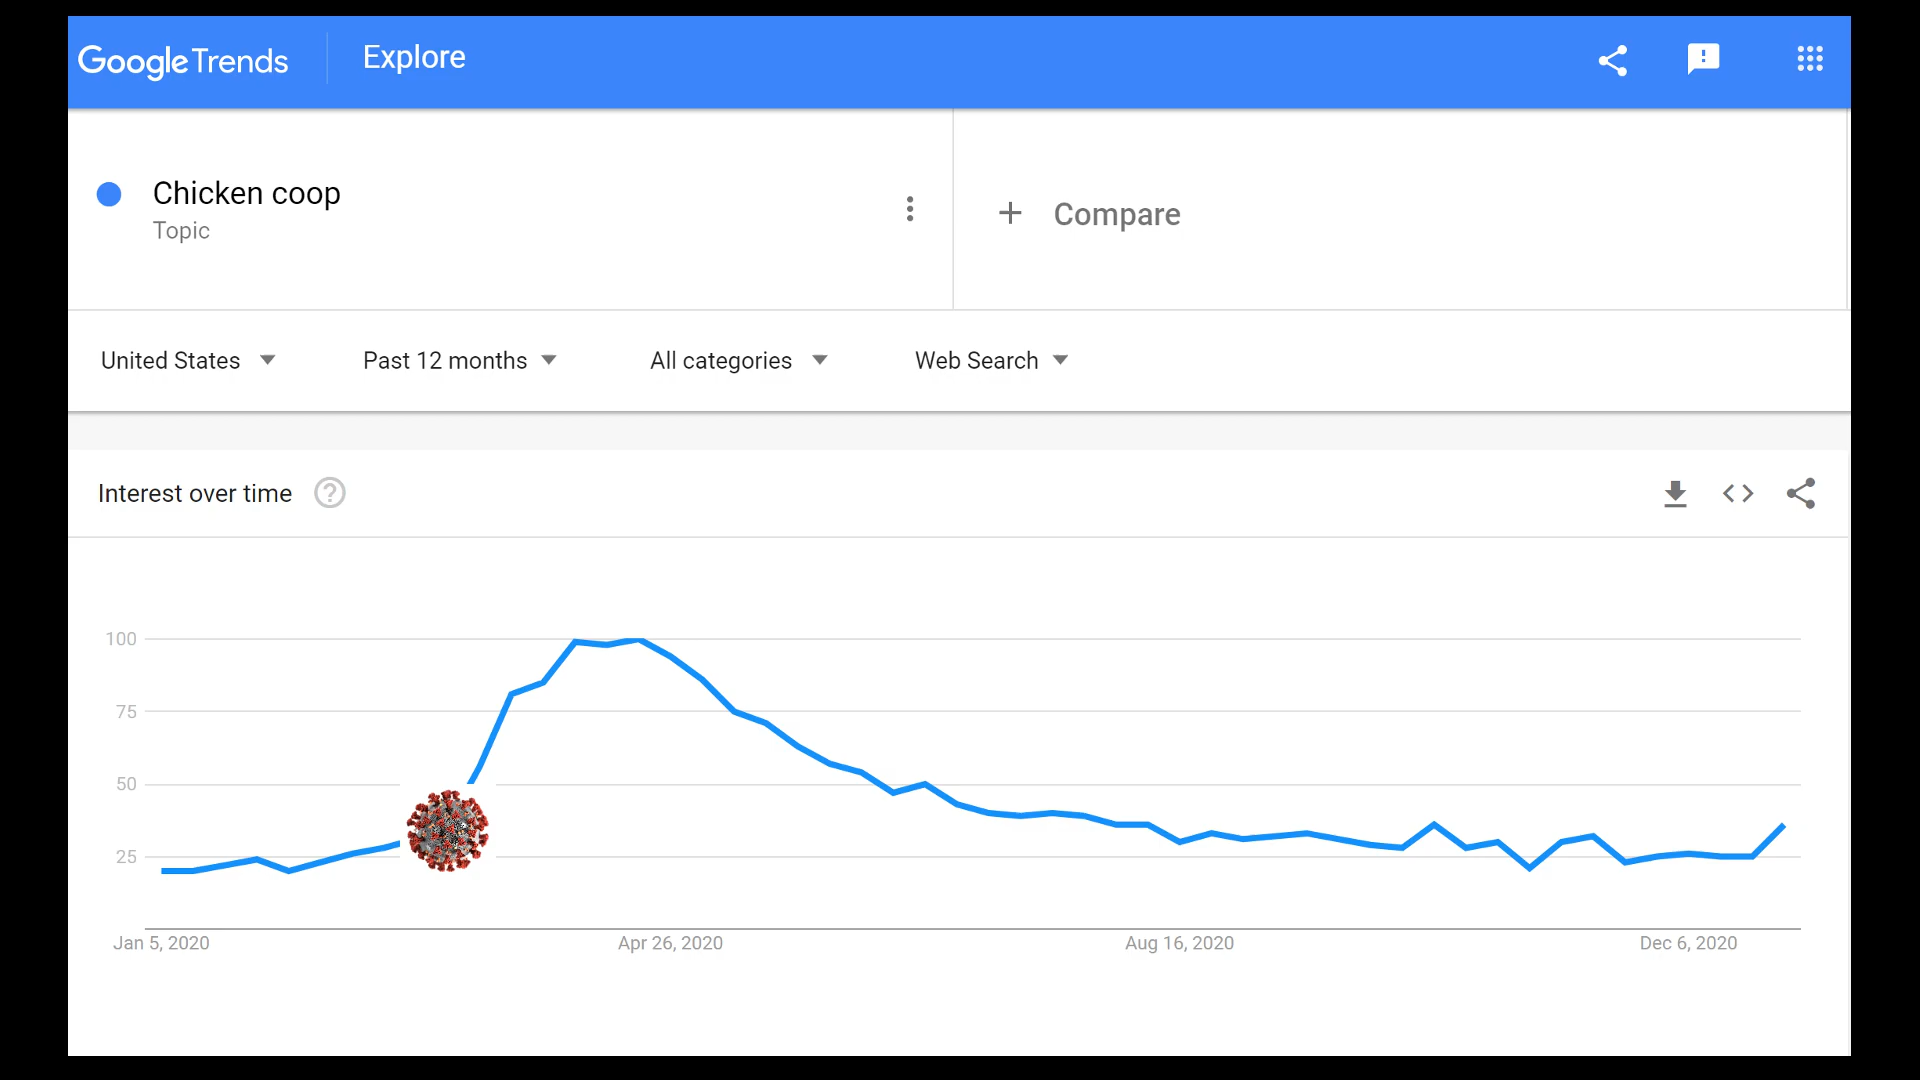 Google Trends
Explore
Chicken coop
Topic
+ Compare
United States
Past 12 months
All categories
Web Search
Interest over time
100
75
50
25
Jan 5, 2020
Apr 26, 2020
Aug 16, 2020
Dec 6, 2020